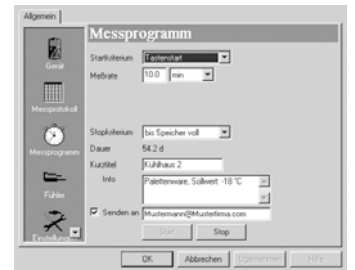 Allgemein
Messprogramm
Gerät
Startkriterium Tastenstart
Meßrate 10.0 min
Messprotokoll
Messprogramm
Stopkriterium bis Speicher voll
Dauer 54.2 d
Kurztitel Kühlhaus 2
Info Palettenware, Sollwert: -18 °C
Fühler
Senden an Mustermann@Musterfirma.com
Start Stop
Einstellungen
OK Abbrechen Übernehmen Hilfe